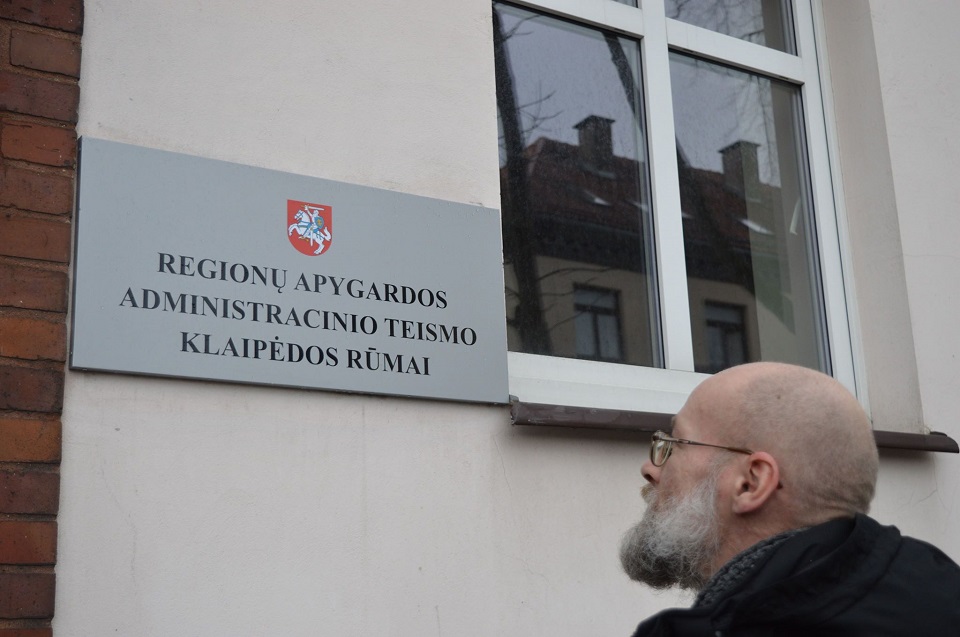 REGIONŲ APYGARDOS
ADMINISTRACINIO TEISMO
KLAIPĖDOS RŪMAI